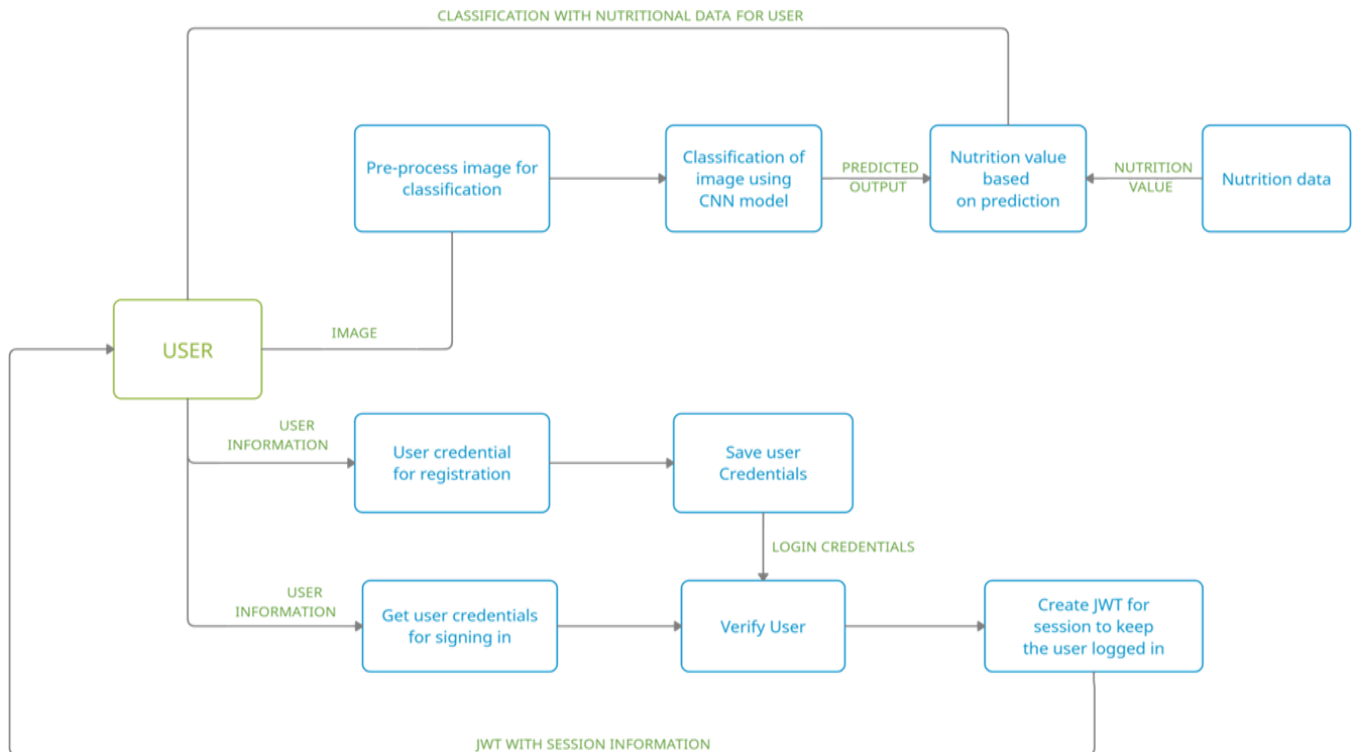 CLASSIFICATION WITH NUTRITIONAL DATA FOR USER
Pre-process image for
classification
Classification of
image using
CNN model
PREDICTED
OUTPUT
Nutrition value
based
on prediction
NUTRITION
VALUE
Nutrition data
USER
IMAGE
USER
INFORMATION
User credential
for registration
Save user
Credentials
LOGIN CREDENTIALS
USER
INFORMATION
Get user credentials
for signing in
Verify User
Create JWT for
session to keep
the user logged in
JWT WITH SESSION INFORMATION